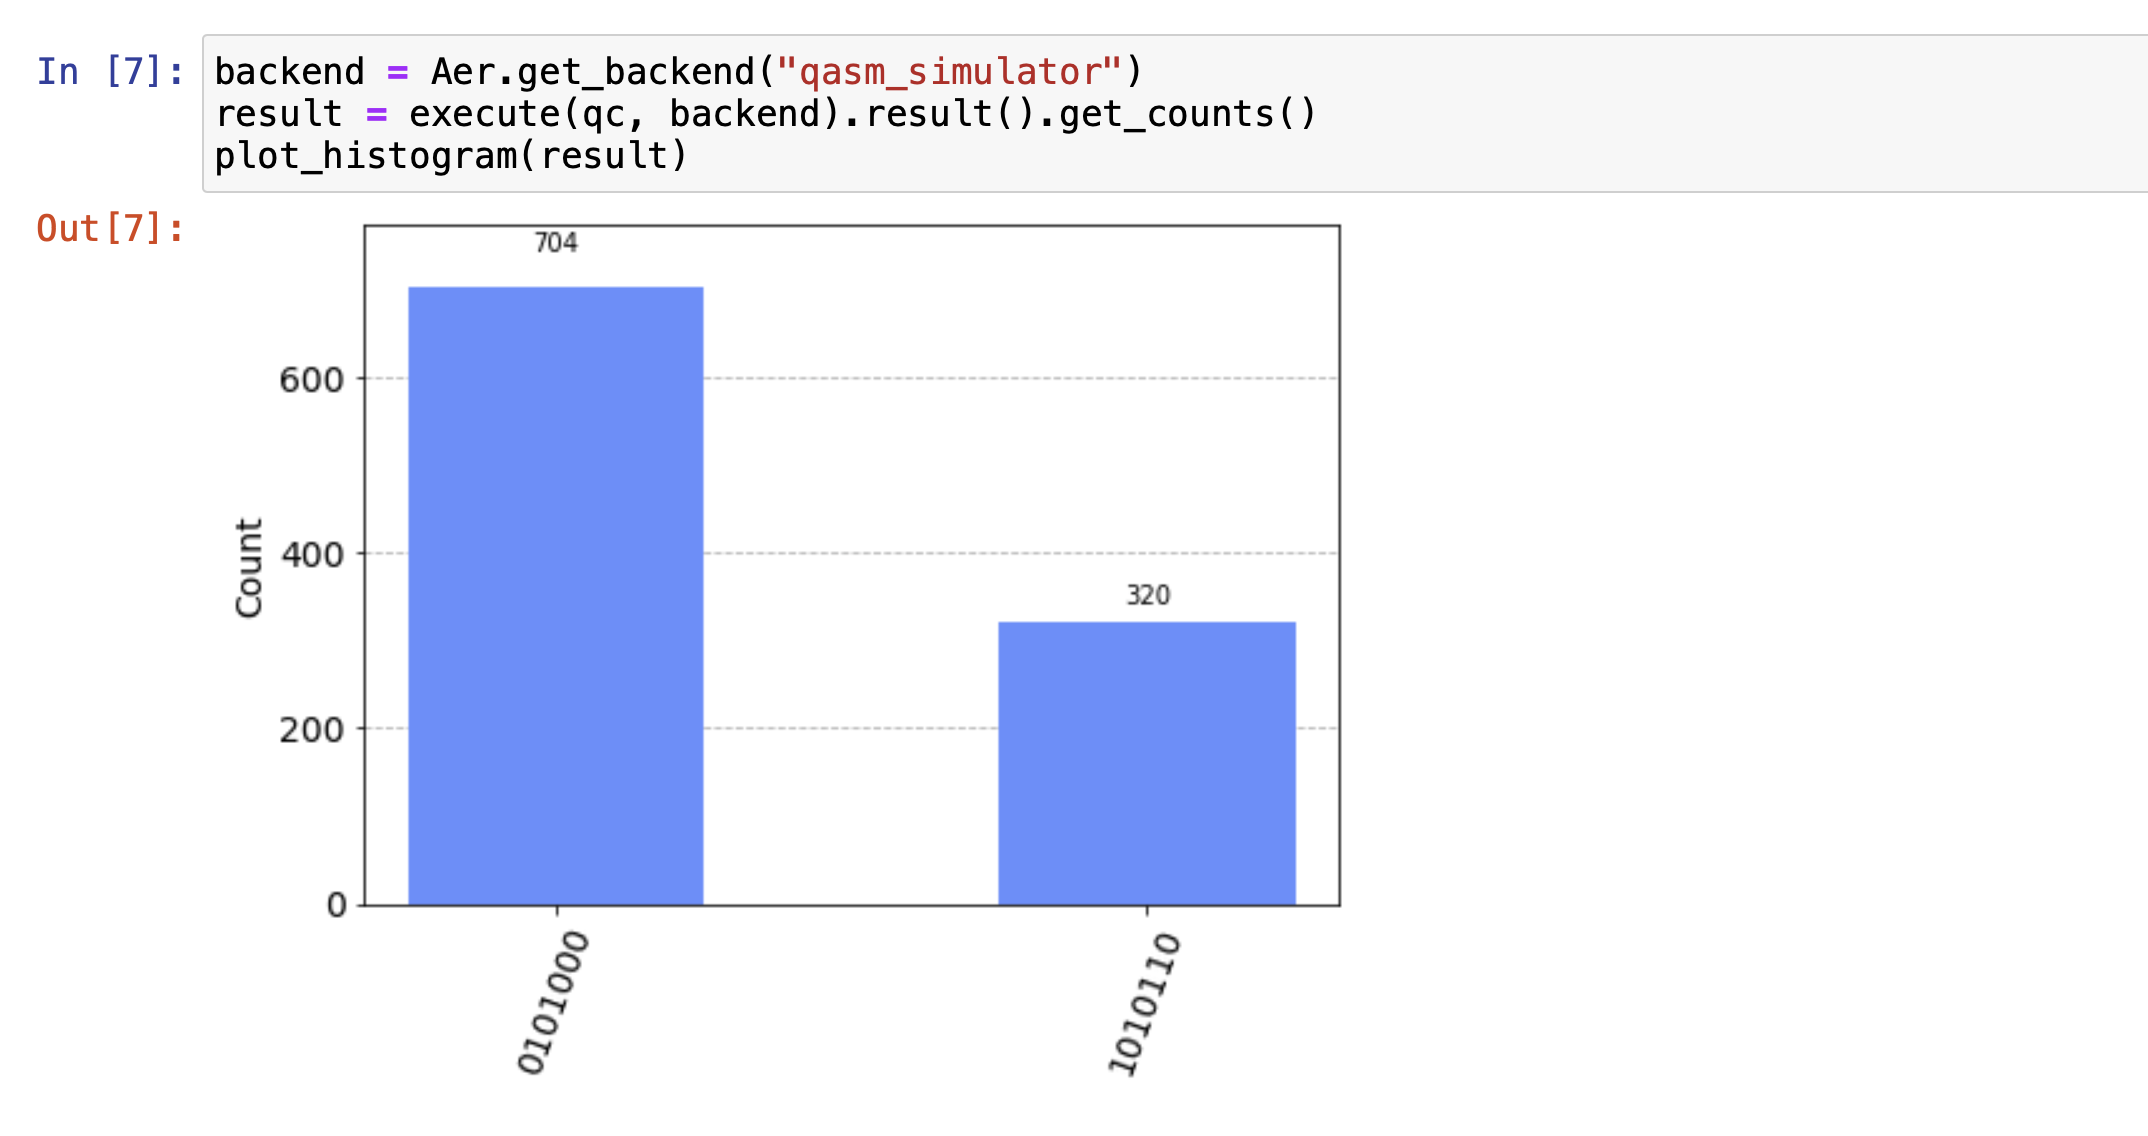 In [7]:
backend = Aer.get_backend("qasm_simulator")
result = execute(qc, backend).result().get_counts()
plot_histogram(result)
Out[7]:
704
600
400
320
200
0
Count
0101000
1010110